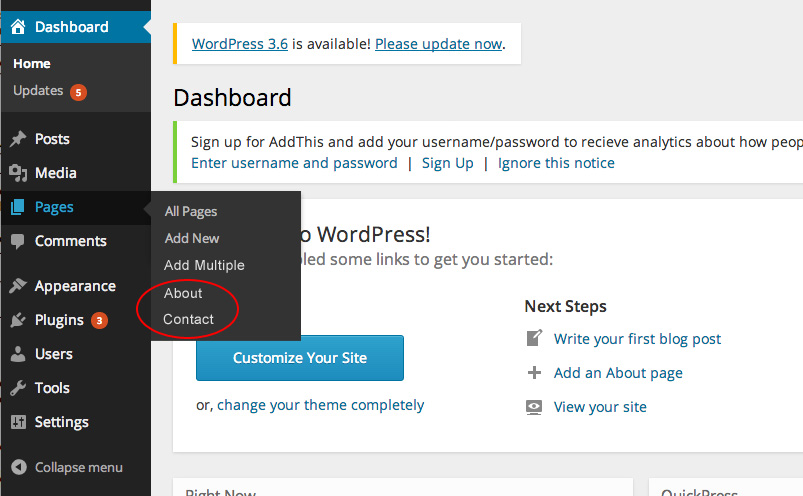 Dashboard
Home
Updates 5
Posts
Media
Pages
Comments
Appearance
Plugins 3
Users
Tools
Settings
Collapse menu
All Pages
Add New
Add Multiple
About
Contact
WordPress 3.6 is available! Please update now.
Dashboard
Sign up for AddThis and add your username/password to recieve analytics about how
Enter username and password | Sign Up | Ignore this notice
WordPress!
some links to get you started:
Customize Your Site
or, change your theme completely
Next Steps
Write your first blog post
Add an About page
View your site
Right Now
QuickPress